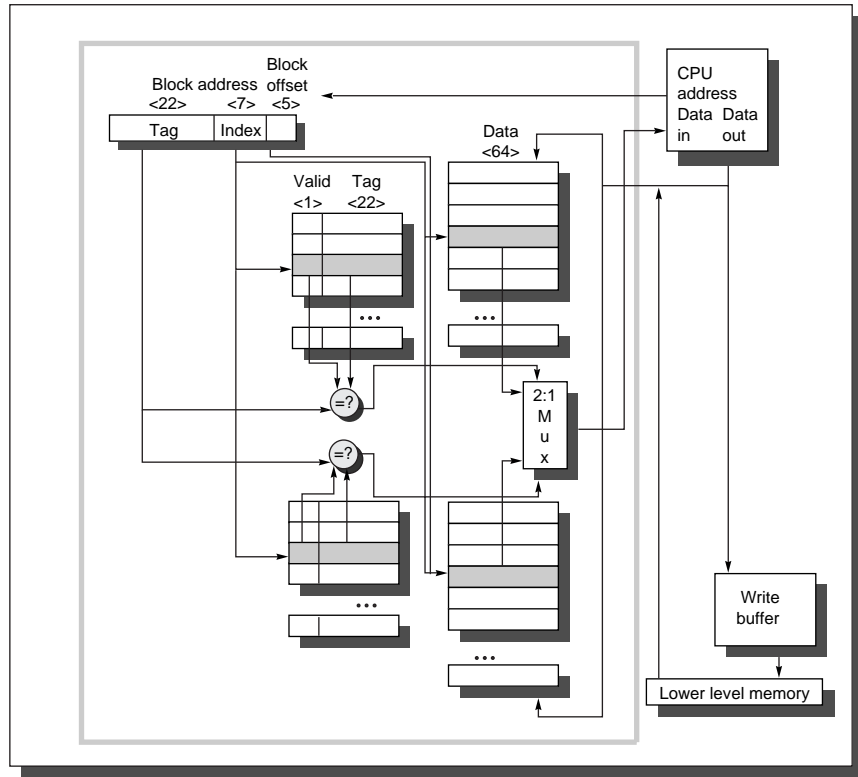 Block
Block address offset
<22> <7> <5>
Tag Index
CPU
address
Data Data
in out
Data
<64>
Valid Tag
<1> <22>
...
...
=?
2:1
M
u
x
=?
...
...
Write
buffer
Lower level memory